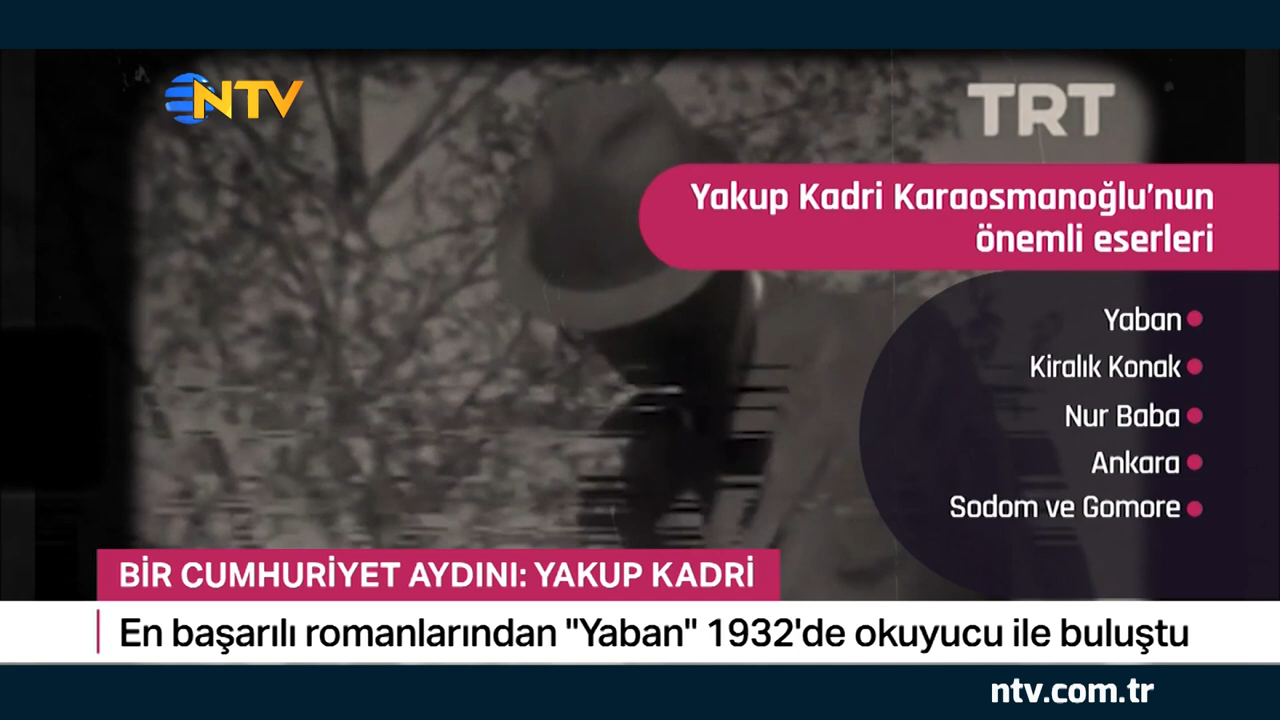 NTV
TRT
Yakup Kadri Karaosmanoğlu’nun
önemli eserleri
Yaban
Kiralık Konak
Nur Baba
Ankara
Sodom ve Gomore
BİR CUMHURİYET AYDINI: YAKUP KADRİ
En başarılı romanlarından "Yaban" 1932'de okuyucu ile buluştu
ntv.com.tr